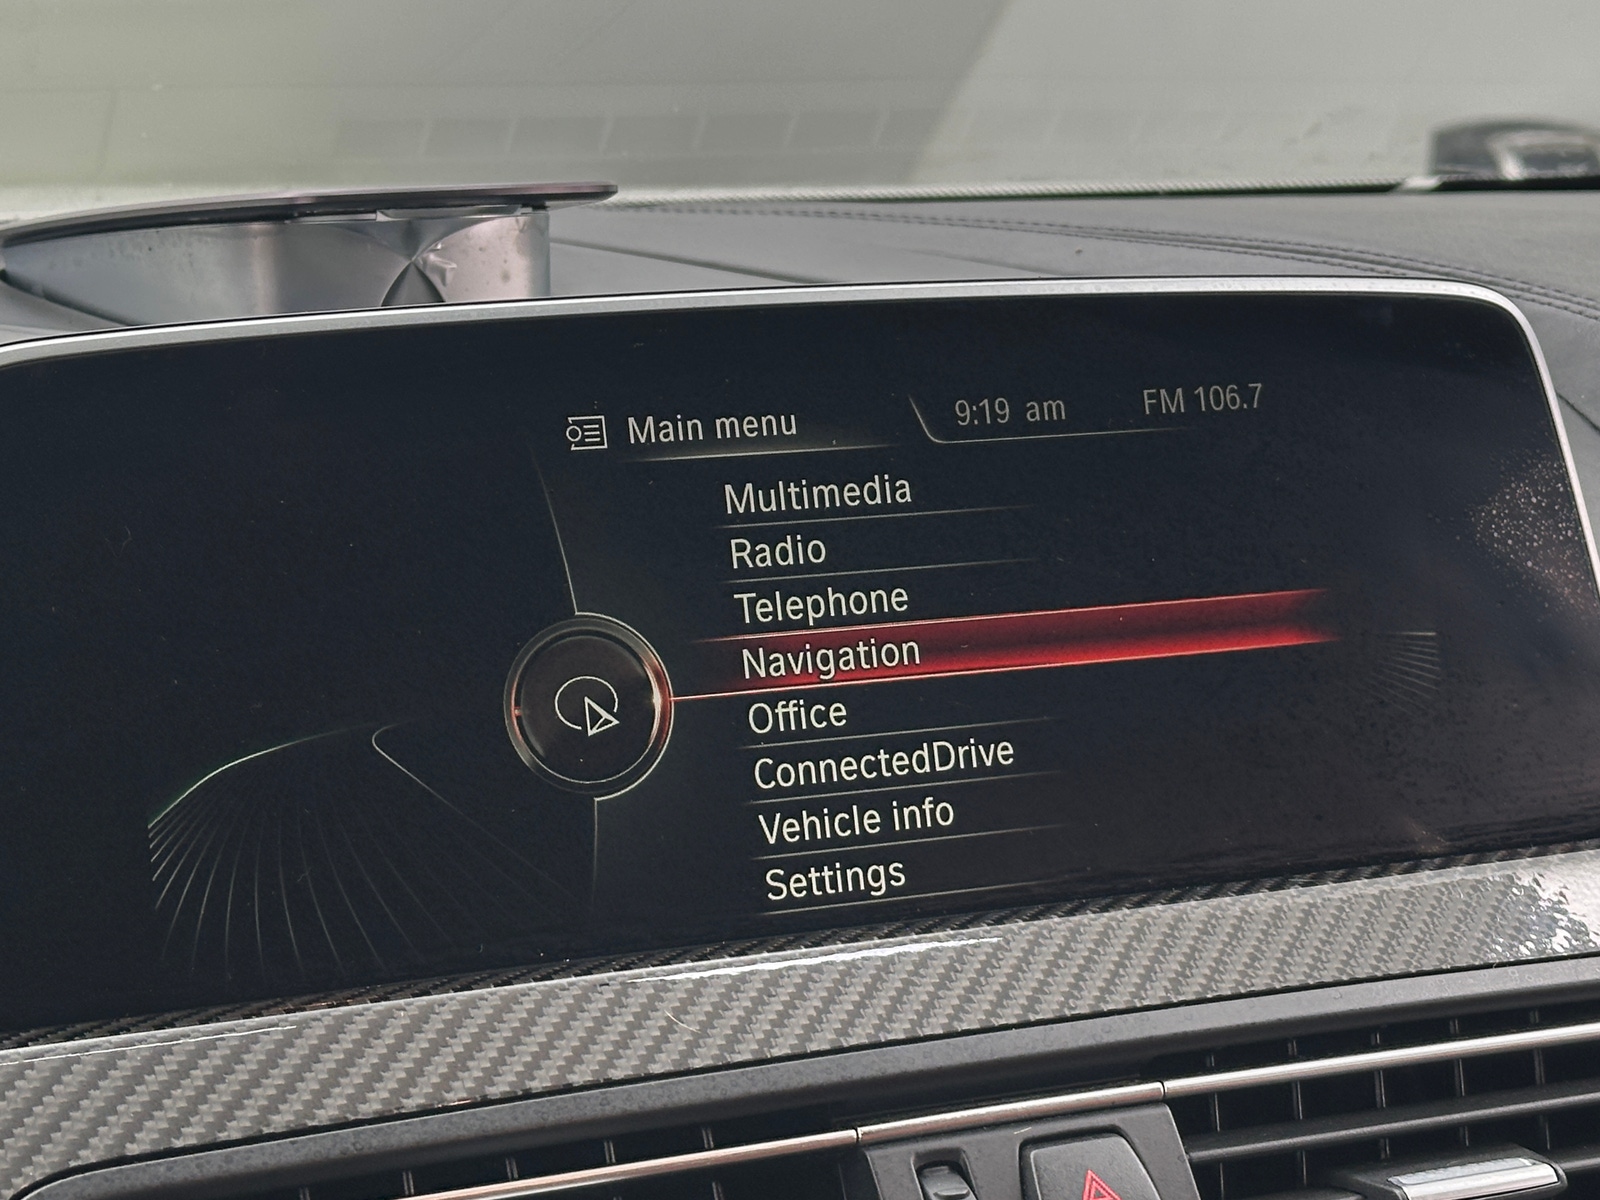 Main menu
9:19 am
FM 106.7
Multimedia
Radio
Telephone
Navigation
Office
ConnectedDrive
Vehicle info
Settings